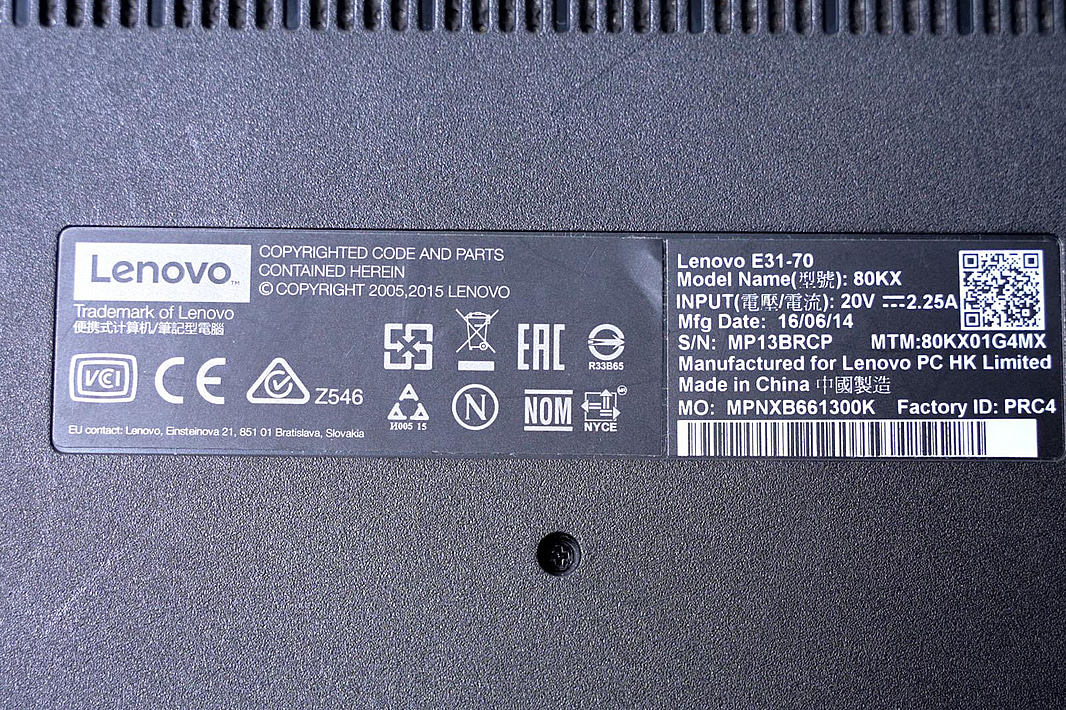 Lenovo™
Trademark of Lenovo
便携式计算机/筆記型電腦
COPYRIGHTED CODE AND PARTS
CONTAINED HEREIN
© COPYRIGHT 2005,2015 LENOVO
VCI
CE
Z546
EAC
R33B65
И005 15
N
NOM
NYCE
EU contact: Lenovo, Einsteinova 21, 851 01 Bratislava, Slovakia
Lenovo E31-70
Model Name(型號): 80KX
INPUT(電壓/電流): 20V ⎓2.25A
Mfg Date: 16/06/14
S/N: MP13BRCP MTM:80KX01G4MX
Manufactured for Lenovo PC HK Limited
Made in China 中國製造
MO: MPNXB661300K Factory ID: PRC4